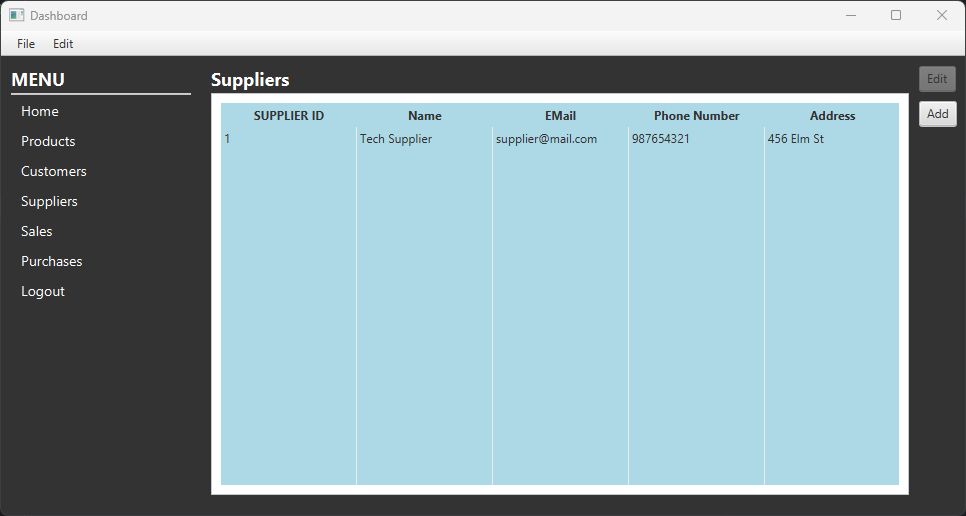 Dashboard
File Edit
MENU
Home
Products
Customers
Suppliers
Sales
Purchases
Logout
Suppliers
SUPPLIER ID Name EMail Phone Number Address
1 Tech Supplier supplier@mail.com 987654321 456 Elm St
Edit
Add